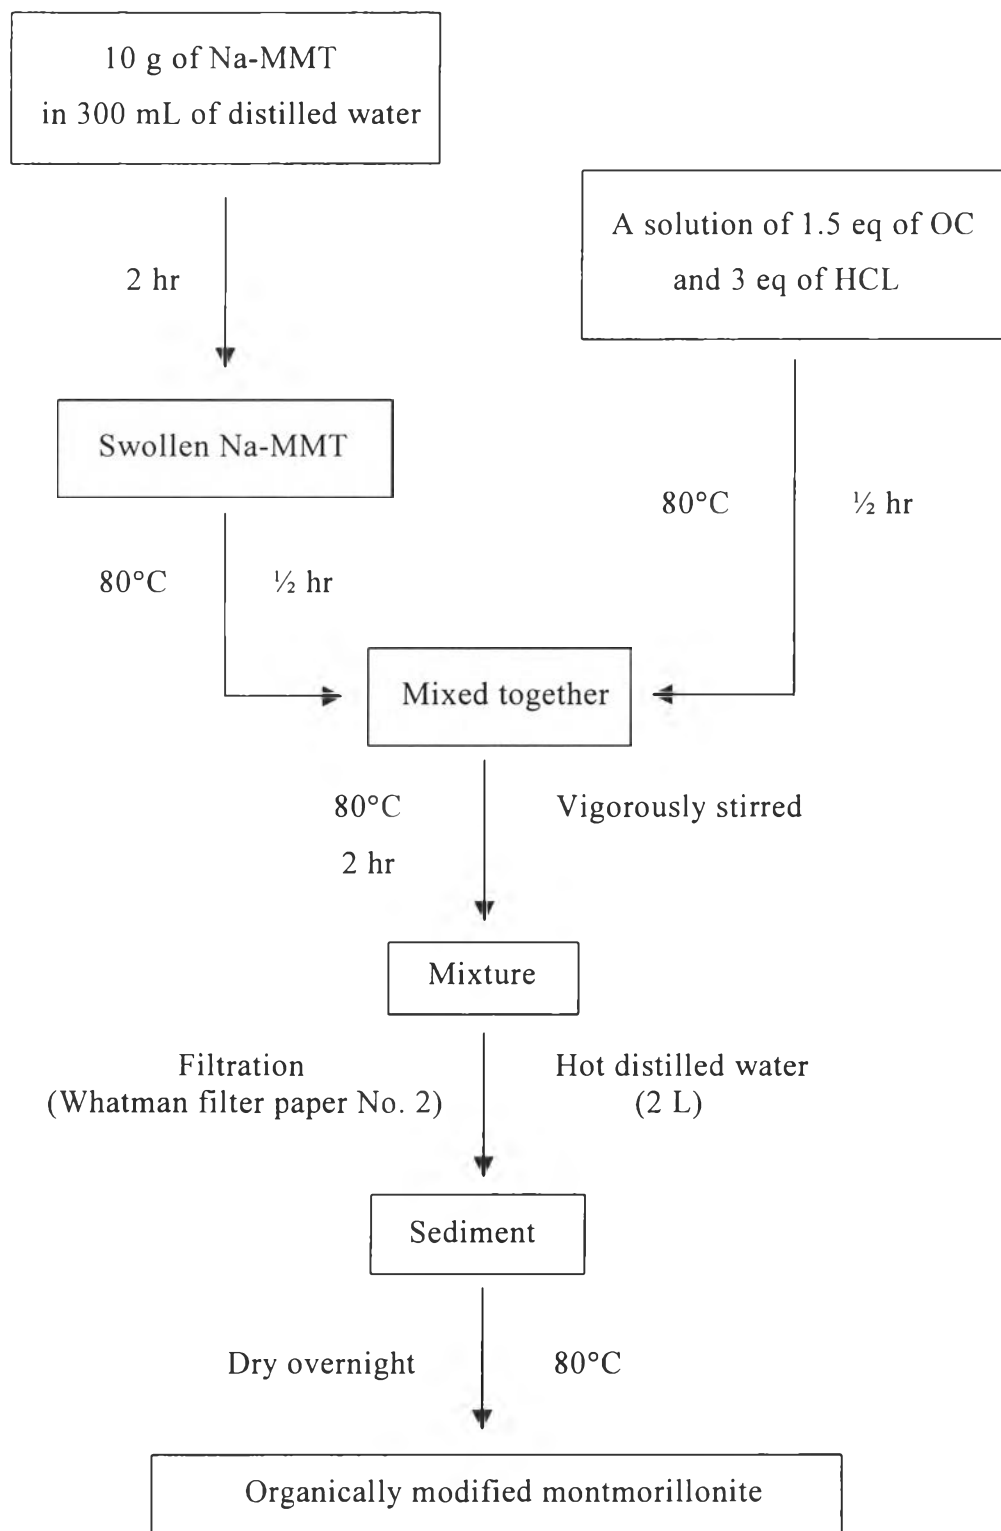 10 g of Na-MMT
in 300 mL of distilled water
A solution of 1.5 eq of OC
and 3 eq of HCL
2 hr
Swollen Na-MMT
80°C ½ hr
80°C ½ hr
Mixed together
80°C Vigorously stirred
2 hr
Mixture
Filtration Hot distilled water
(Whatman filter paper No. 2) (2 L)
Sediment
Dry overnight 80°C
Organically modified montmorillonite